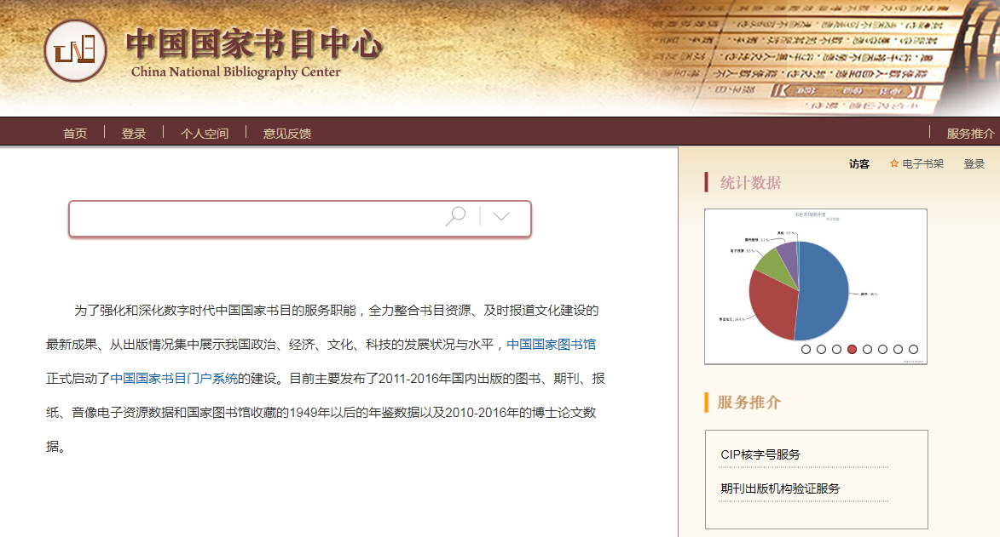 中国国家书目中心
China National Bibliography Center
首页
登录
个人空间
意见反馈
服务推介
访客
电子书架
登录
统计数据
为了强化和深化数字时代中国国家书目的服务职能，全力整合书目资源、及时报道文化建设的
最新成果、从出版情况集中展示我国政治、经济、文化、科技的发展状况与水平，中国国家图书馆
正式启动了中国国家书目门户系统的建设。目前主要发布了2011-2016年国内出版的图书、期刊、报
纸、音像电子资源数据和国家图书馆收藏的1949年以后的年鉴数据以及2010-2016年的博士论文数
据。
服务推介
CIP核字号服务
期刊出版机构验证服务